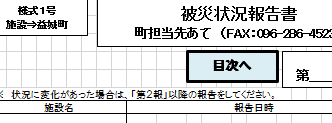 様式1号
施設⇒益城町
被災状況報告書
町担当先あて（FAX:096-286-4523
目次へ
第
※ 状況に変化があった場合は、「第２報」以降の報告をしてください。
施設名
報告日時